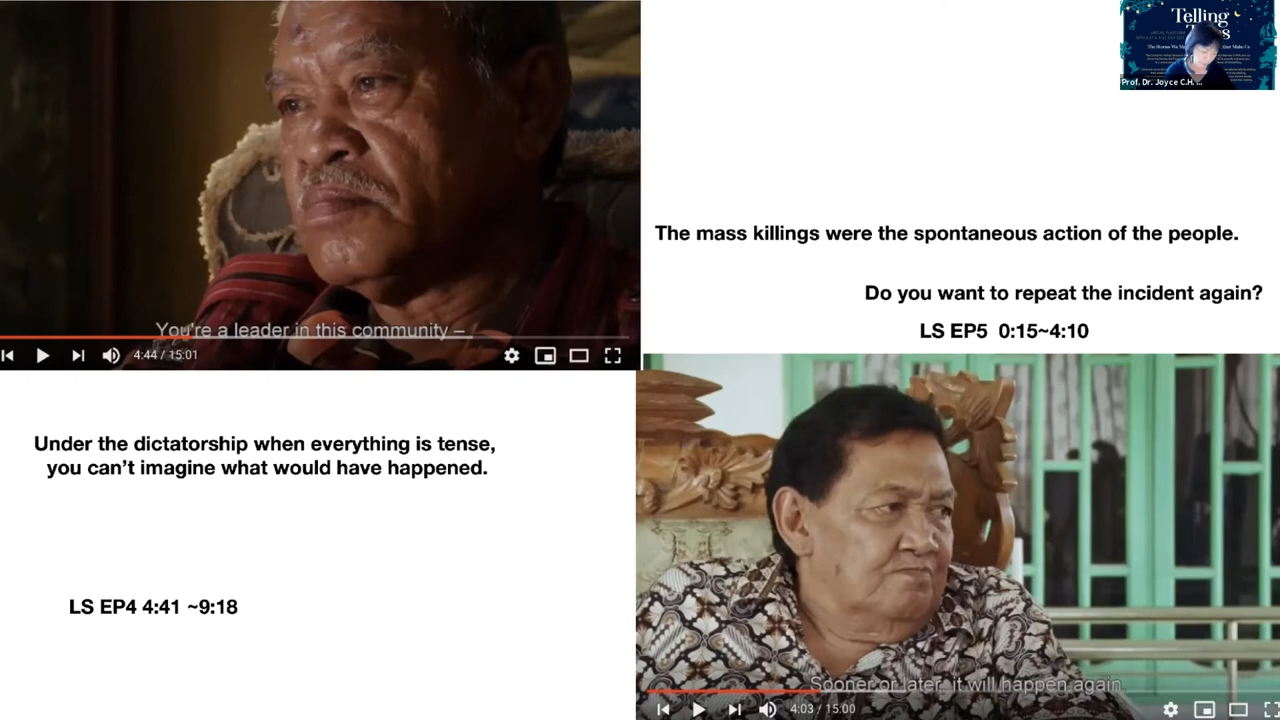 You're a leader in this community –
4:44 / 15:01
Telling
Prof. Dr. Joyce C.H. ...
The mass killings were the spontaneous action of the people.
Do you want to repeat the incident again?
LS EP5 0:15~4:10
Under the dictatorship when everything is tense,
you can't imagine what would have happened.
LS EP4 4:41 ~9:18
Sooner or later, it will happen again
4:03 / 15:00